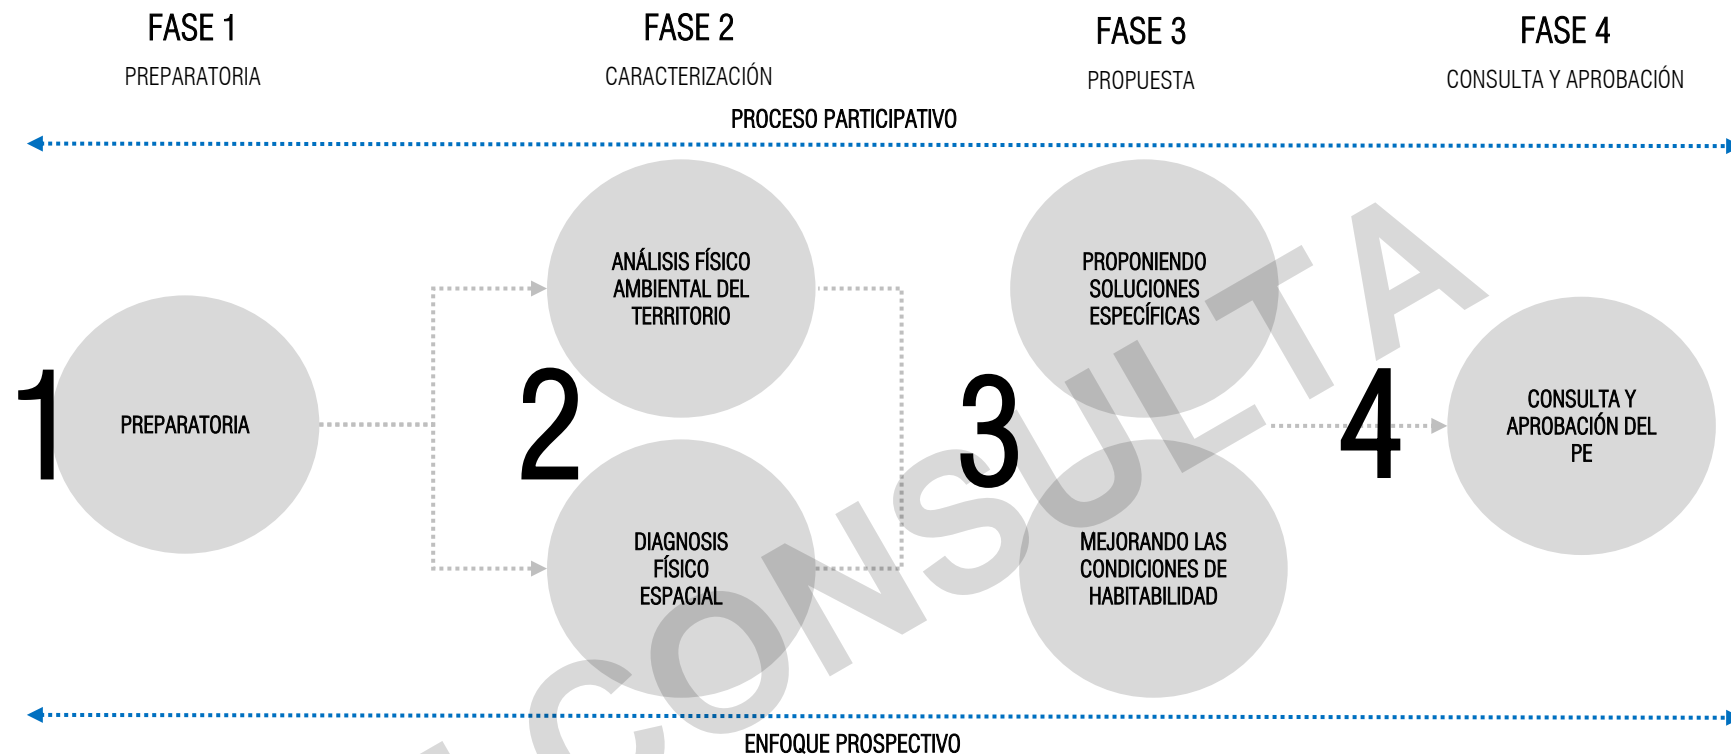 FASE 1
PREPARATORIA
FASE 2
CARACTERIZACIÓN
FASE 3
PROPUESTA
FASE 4
CONSULTA Y APROBACIÓN
PROCESO PARTICIPATIVO
1
PREPARATORIA
2
ANÁLISIS FÍSICO
AMBIENTAL DEL
TERRITORIO
DIAGNOSIS
FÍSICO
ESPACIAL
3
PROPONIENDO
SOLUCIONES
ESPECÍFICAS
MEJORANDO LAS
CONDICIONES DE
HABITABILIDAD
4
CONSULTA Y
APROBACIÓN DEL
PE
CONSULTA
ENFOQUE PROSPECTIVO